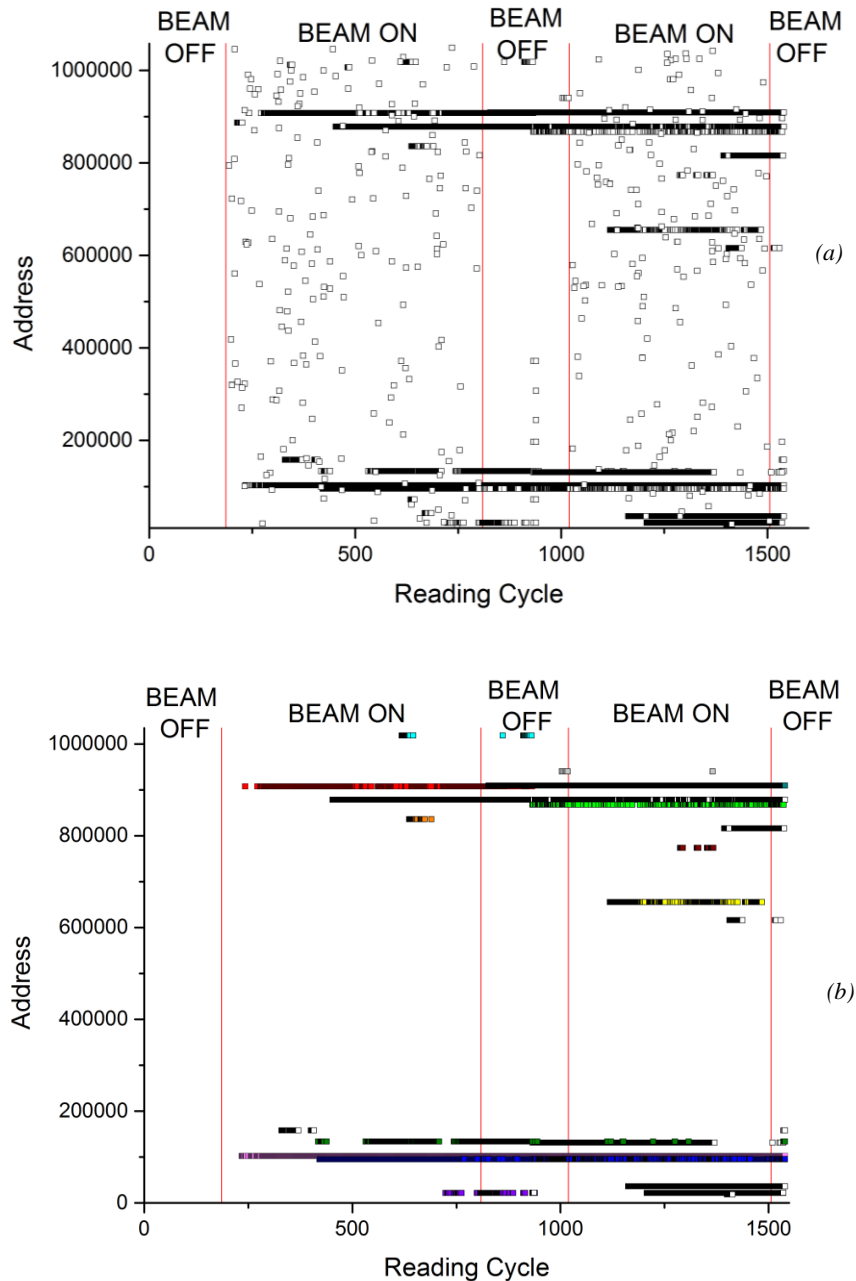 BEAM OFF BEAM ON BEAM OFF BEAM ON BEAM OFF
1000000
800000
600000
400000
200000
Address
0 500 1000 1500
Reading Cycle
(a)
BEAM OFF BEAM ON BEAM OFF BEAM ON BEAM OFF
1000000
800000
600000
400000
200000
0
Address
0 500 1000 1500
Reading Cycle
(b)